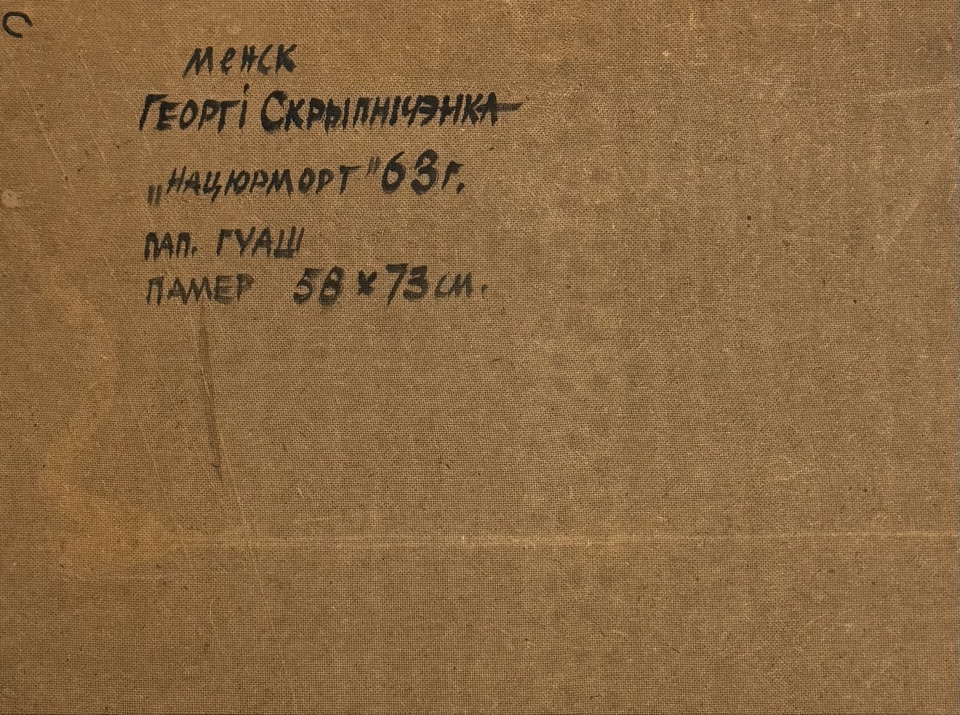 Менск
Георгі Скрыпнічэнка
„Нацюрморт" 63 г.
пап. гуаш
памер 58 x 73 см.